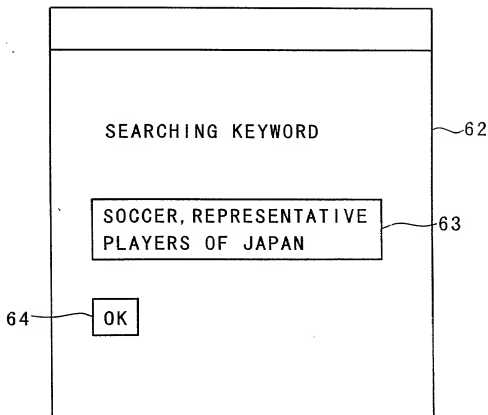 SEARCHING KEYWORD
62
SOCCER, REPRESENTATIVE
PLAYERS OF JAPAN
63
64
OK